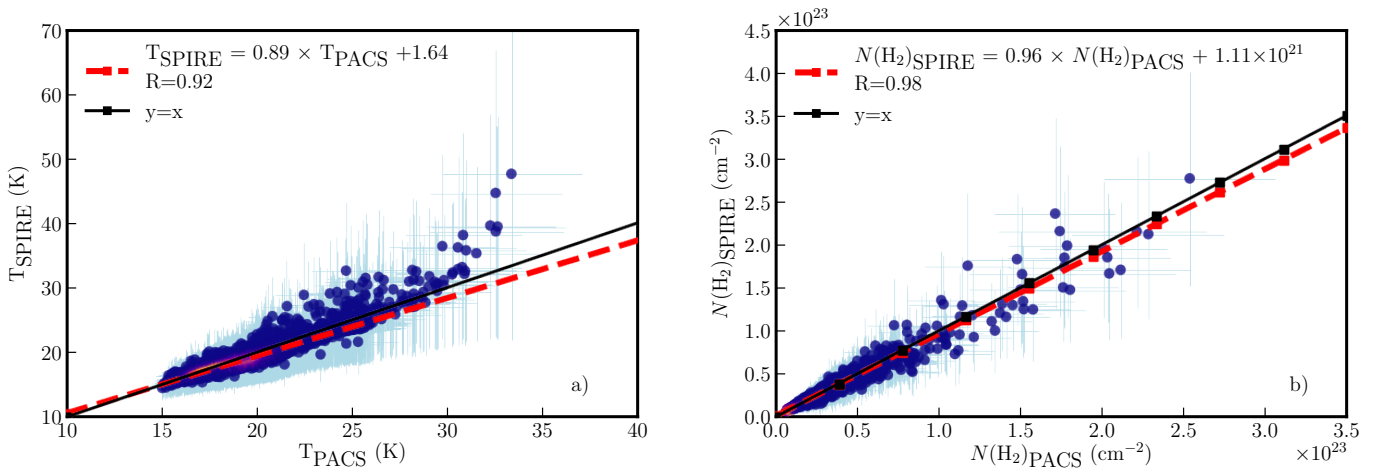 70
60
50
40
30
20
10
T_SPIRE (K)
T_SPIRE = 0.89 × T_PACS +1.64
R=0.92
y=x
a)
10 15 20 25 30 35 40
T_PACS (K)
×10^23
4.5
4.0
3.5
3.0
2.5
2.0
1.5
1.0
0.5
0.0
N(H₂)_SPIRE (cm⁻²)
N(H₂)_SPIRE = 0.96 × N(H₂)_PACS + 1.11×10²¹
R=0.98
y=x
b)
0.0 0.5 1.0 1.5 2.0 2.5 3.0 3.5
N(H₂)_PACS (cm⁻²)
×10^23